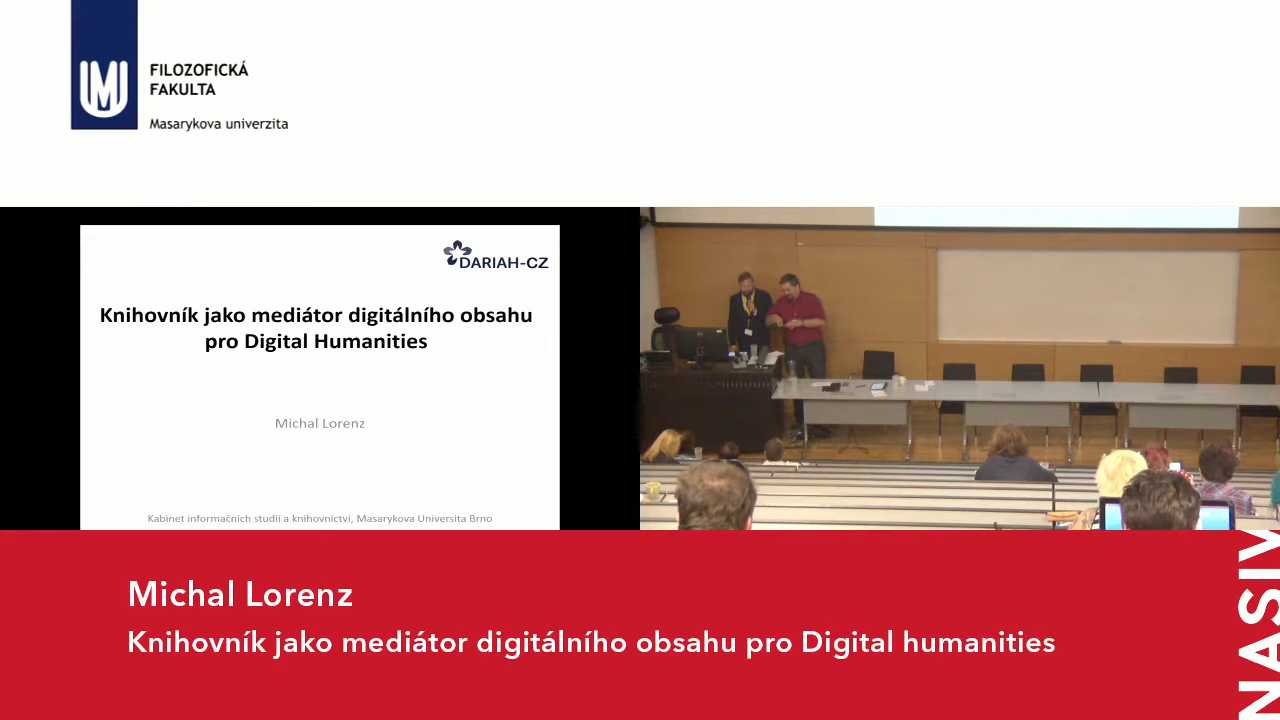 FILOZOFICKÁ
FAKULTA
Masarykova univerzita
DARIAH-CZ
Knihovník jako mediátor digitálního obsahu
pro Digital Humanities
Michal Lorenz
Kabinet informačních studií a knihovnictví, Masarykova Universita Brno
Michal Lorenz
Knihovník jako mediátor digitálního obsahu pro Digital humanities